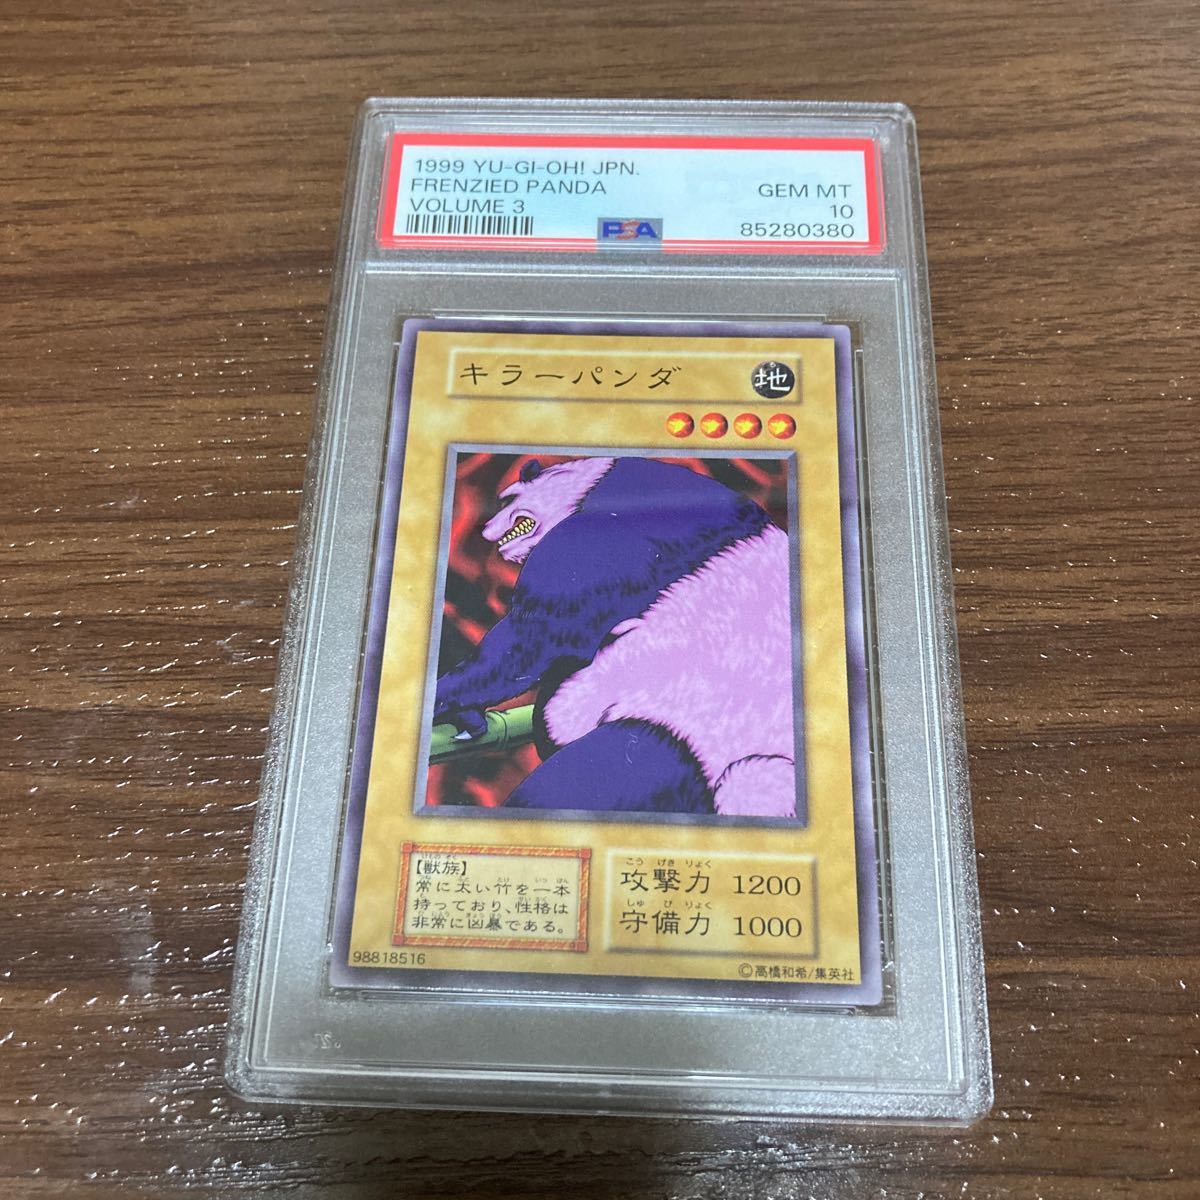 1999 YU-GI-OH! JPN.
FRENZIED PANDA
VOLUME 3
GEM MT
10
85280380
PSA
キラーパンダ
地
【獣族】
常に太い竹を一本
持っており、性格は
非常に凶暴である。
攻撃力 1200
守備力 1000
98818516
©高橋和希/集英社